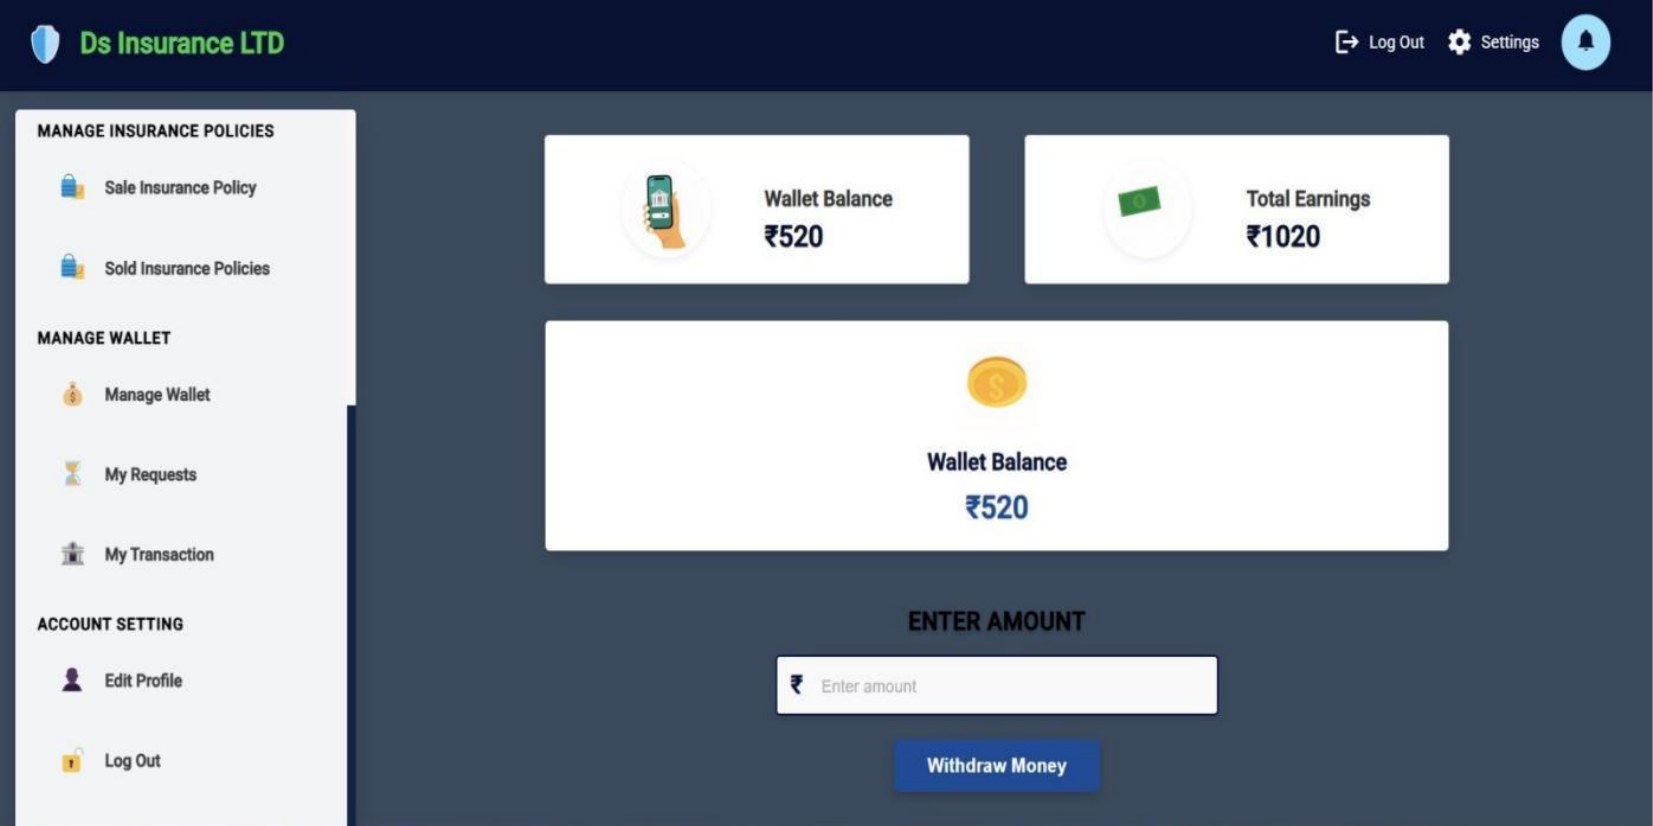 Ds Insurance LTD
Log Out
Settings
MANAGE INSURANCE POLICIES
Sale Insurance Policy
Sold Insurance Policies
MANAGE WALLET
Manage Wallet
My Requests
My Transaction
ACCOUNT SETTING
Edit Profile
Log Out
Wallet Balance
₹520
Total Earnings
₹1020
Wallet Balance
₹520
ENTER AMOUNT
₹ Enter amount
Withdraw Money